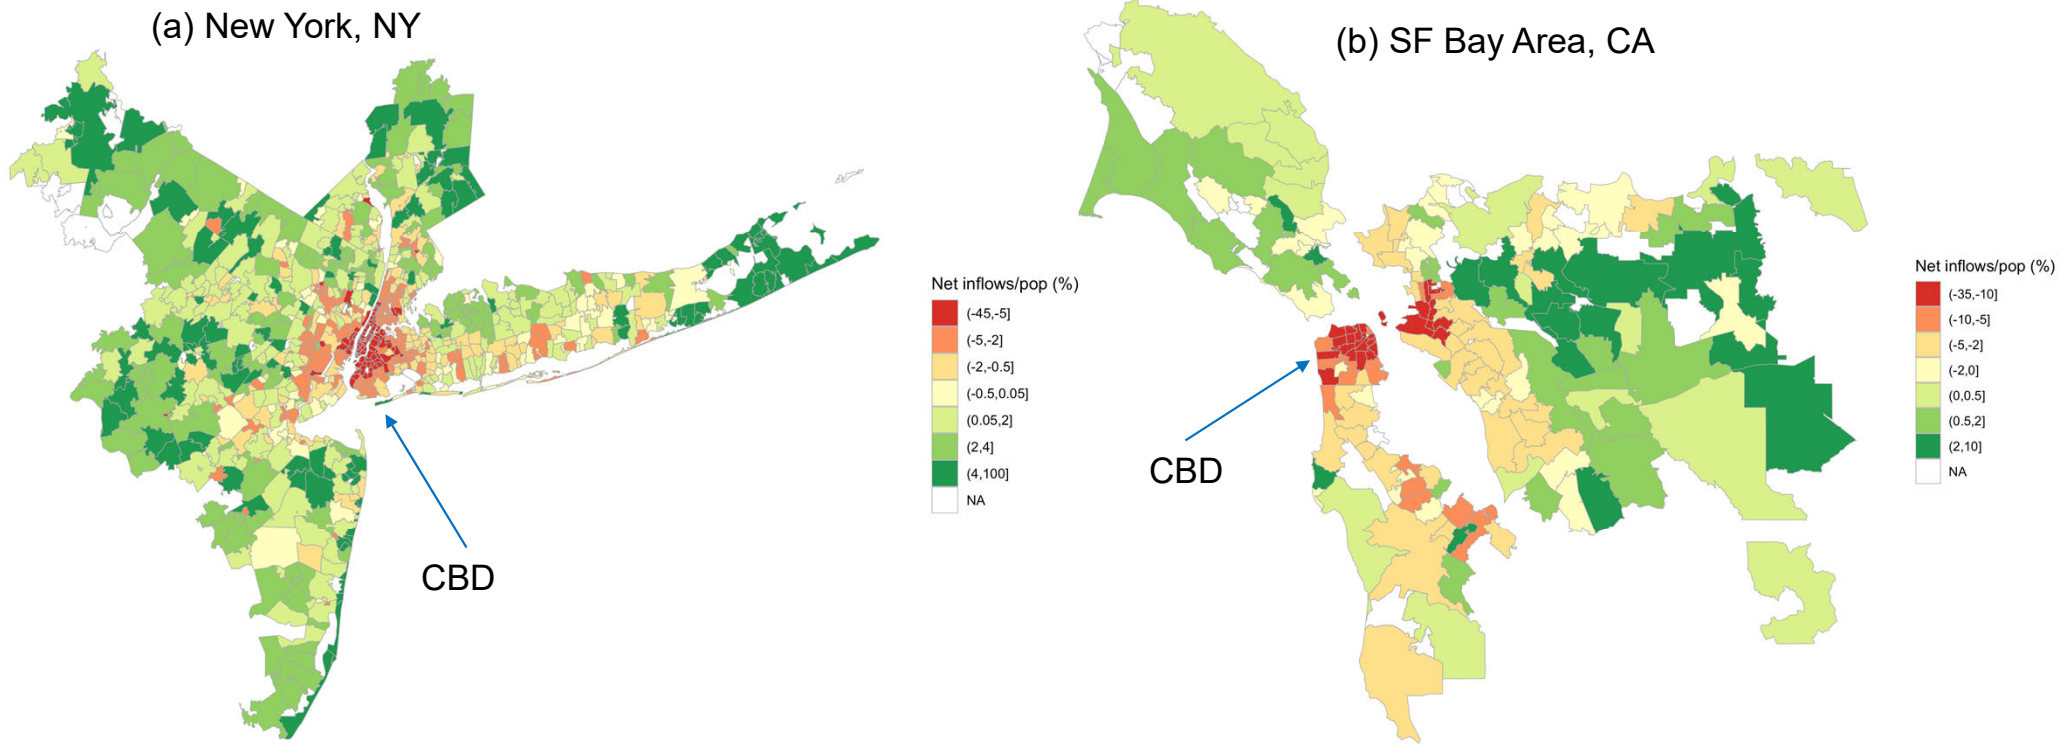 (a) New York, NY
(b) SF Bay Area, CA
CBD
Net inflows/pop (%)
(-45,-5]
(-5,-2]
(-2,-0.5]
(-0.5,0.05]
(0.05,2]
(2,4]
(4,100]
NA
CBD
Net inflows/pop (%)
(-35,-10]
(-10,-5]
(-5,-2]
(-2,0]
(0,0.5]
(0.5,2]
(2,10]
NA